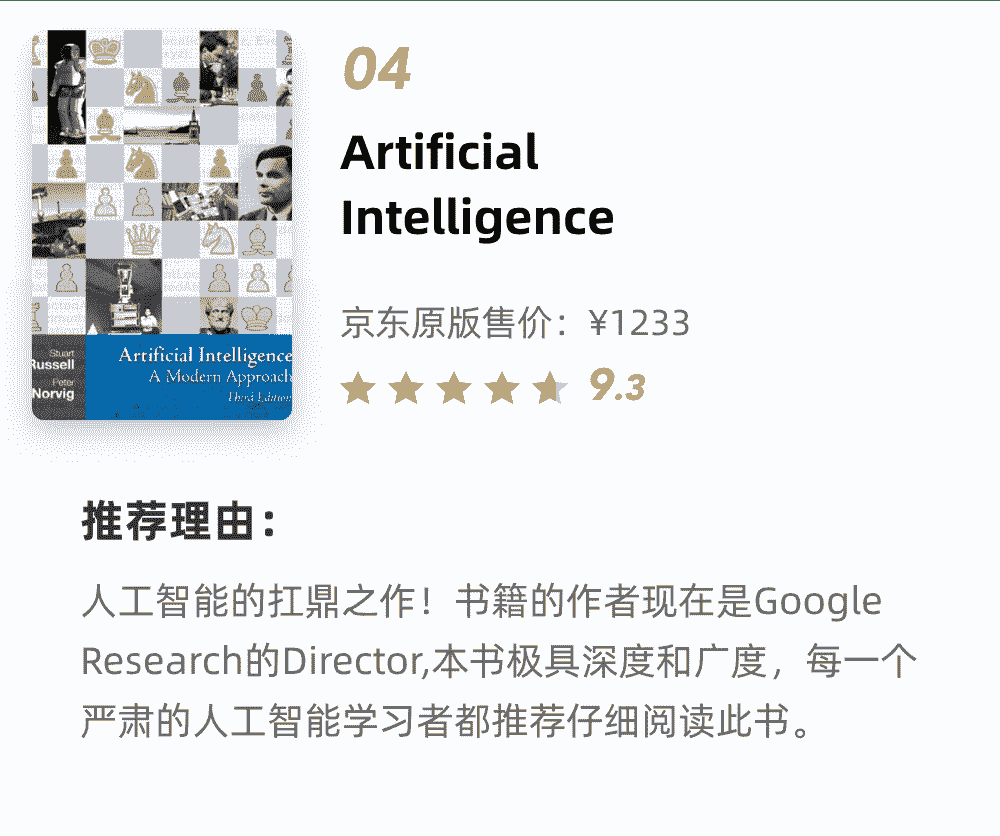 04
Artificial
Intelligence
京东原版售价：¥1233
9.3
Stuart
Russell
Peter
Norvig
Artificial Intelligence
A Modern Approach
Third Edition
推荐理由：
人工智能的扛鼎之作！书籍的作者现在是Google
Research的Director,本书极具深度和广度，每一个
严肃的人工智能学习者都推荐仔细阅读此书。